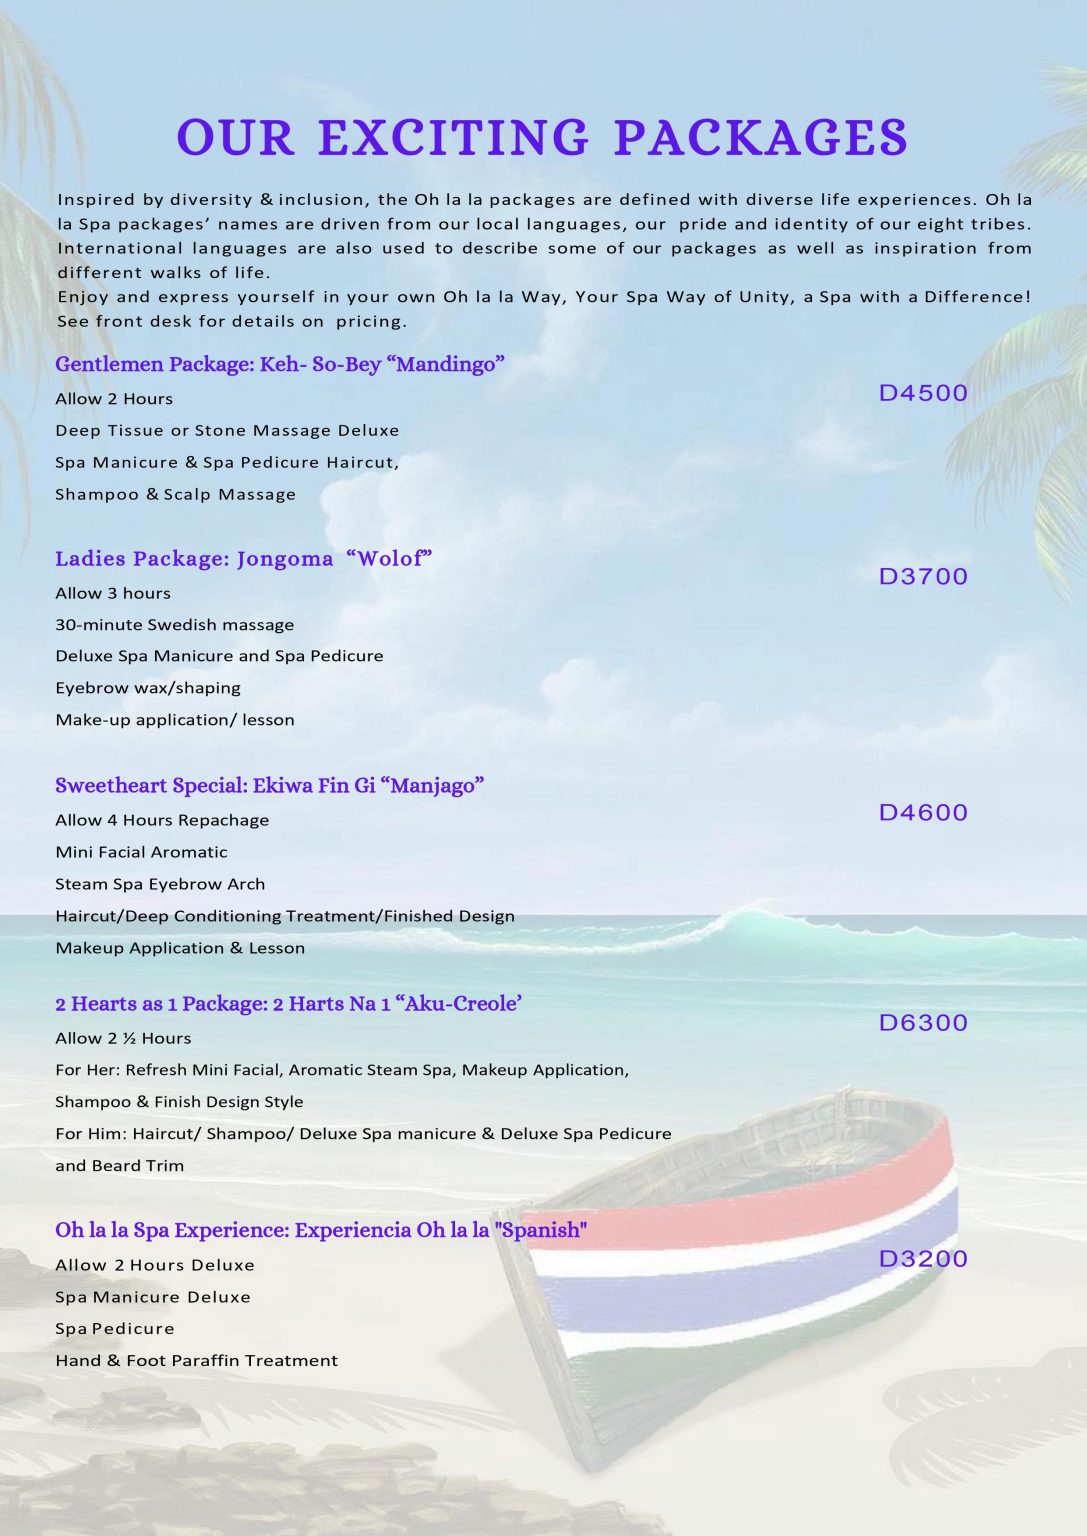 OUR EXCITING PACKAGES
Inspired by diversity & inclusion, the Oh la la packages are defined with diverse life experiences. Oh la
la Spa packages’ names are driven from our local languages, our pride and identity of our eight tribes.
International languages are also used to describe some of our packages as well as inspiration from
different walks of life.
Enjoy and express yourself in your own Oh la la Way, Your Spa Way of Unity, a Spa with a Difference!
See front desk for details on pricing.
Gentlemen Package: Keh- So-Bey “Mandingo”
D4500
Allow 2 Hours
Deep Tissue or Stone Massage Deluxe
Spa Manicure & Spa Pedicure Haircut,
Shampoo & Scalp Massage
Ladies Package: Jongoma “Wolof”
D3700
Allow 3 hours
30-minute Swedish massage
Deluxe Spa Manicure and Spa Pedicure
Eyebrow wax/shaping
Make-up application/ lesson
Sweetheart Special: Ekiwa Fin Gi “Manjago”
D4600
Allow 4 Hours Repachage
Mini Facial Aromatic
Steam Spa Eyebrow Arch
Haircut/Deep Conditioning Treatment/Finished Design
Makeup Application & Lesson
2 Hearts as 1 Package: 2 Harts Na 1 “Aku-Creole’
D6300
Allow 2 ½ Hours
For Her: Refresh Mini Facial, Aromatic Steam Spa, Makeup Application,
Shampoo & Finish Design Style
For Him: Haircut/ Shampoo/ Deluxe Spa manicure & Deluxe Spa Pedicure
and Beard Trim
Oh la la Spa Experience: Experiencia Oh la la "Spanish"
D3200
Allow 2 Hours Deluxe
Spa Manicure Deluxe
Spa Pedicure
Hand & Foot Paraffin Treatment